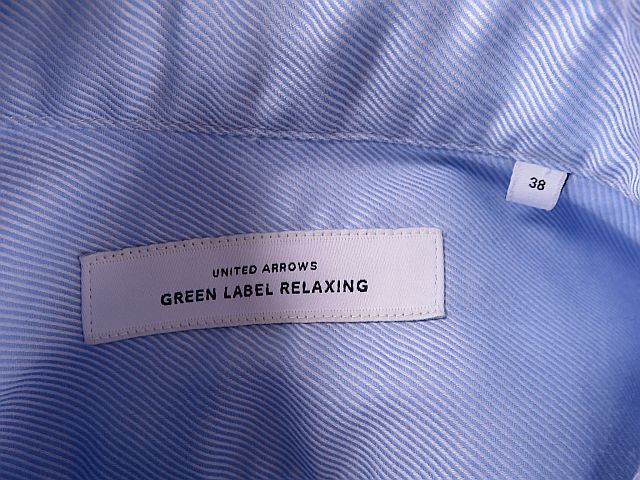 38
UNITED ARROWS
GREEN LABEL RELAXING